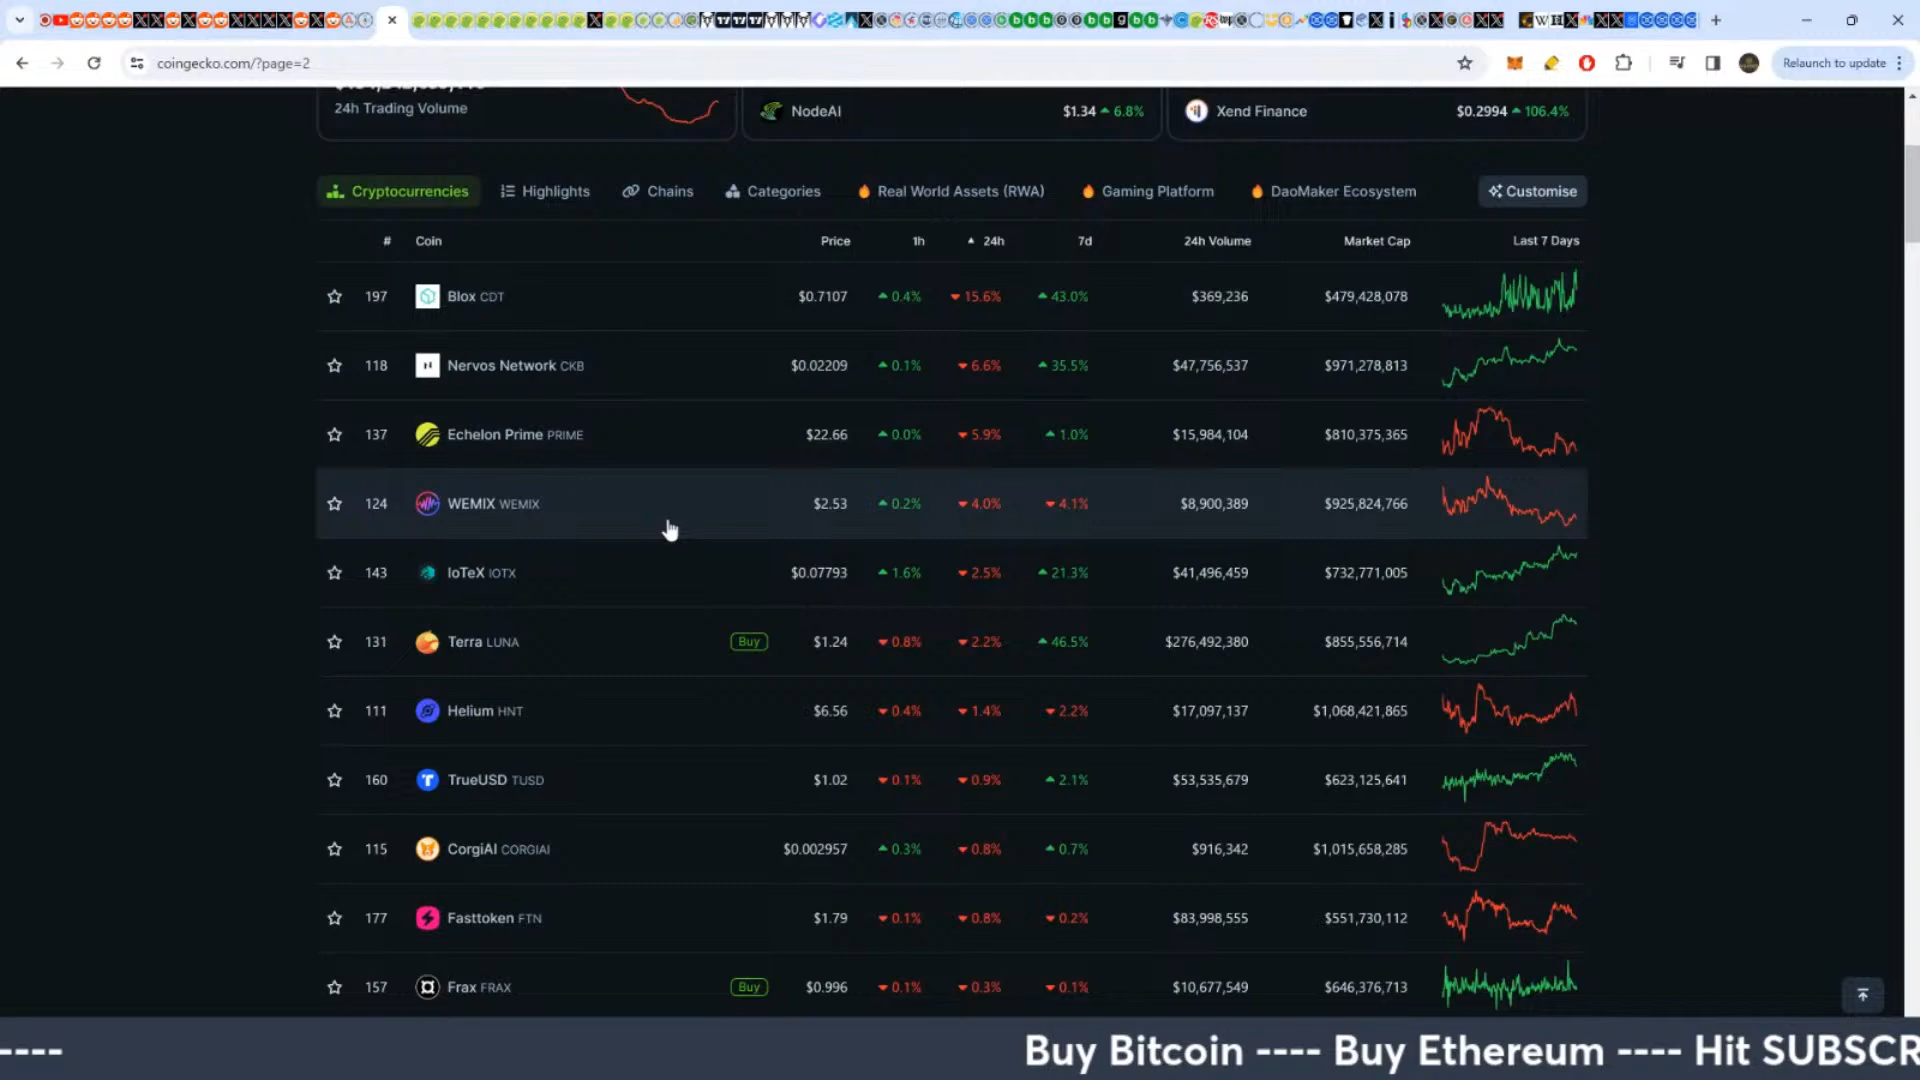 coingecko.com/?page=2
Relaunch to update
24h Trading Volume
NodeAI $1.34 6.8%
Xend Finance $0.2994 106.4%
Cryptocurrencies Highlights Chains Categories Real World Assets (RWA) Gaming Platform DaoMaker Ecosystem Customise
# Coin Price 1h 24h 7d 24h Volume Market Cap Last 7 Days
197 Blox CDT $0.7107 0.4% 15.6% 43.0% $369,236 $479,428,078
118 Nervos Network CKB $0.02209 0.1% 6.6% 35.5% $47,756,537 $971,278,813
137 Echelon Prime PRIME $22.66 0.0% 5.9% 1.0% $15,984,104 $810,375,365
124 WEMIX WEMIX $2.53 0.2% 4.0% 4.1% $8,900,389 $925,824,766
143 IoTeX IOTX $0.07793 1.6% 2.5% 21.3% $41,496,459 $732,771,005
131 Terra LUNA Buy $1.24 0.8% 2.2% 46.5% $276,492,380 $855,556,714
111 Helium HNT $6.56 0.4% 1.4% 2.2% $17,097,137 $1,068,421,865
160 TrueUSD TUSD $1.02 0.1% 0.9% 2.1% $53,535,679 $623,125,641
115 CorgiAI CORGIAI $0.002957 0.3% 0.8% 0.7% $916,342 $1,015,658,285
177 Fasttoken FTN $1.79 0.1% 0.8% 0.2% $83,998,555 $551,730,112
157 Frax FRAX Buy $0.996 0.1% 0.3% 0.1% $10,677,549 $646,376,713
---- Buy Bitcoin ---- Buy Ethereum ---- Hit SUBSCR